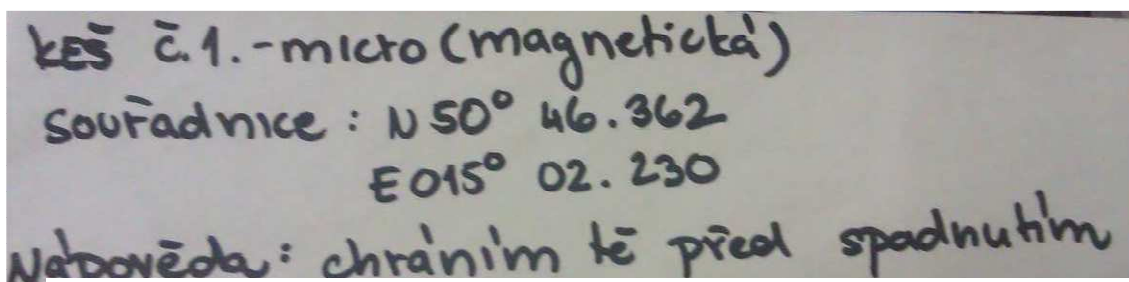 KEŠ č.1.-micro (magnetická)
souřadnice : N 50° 46.362
E 015° 02. 230
Nápověda: chráním tě před spadnutím